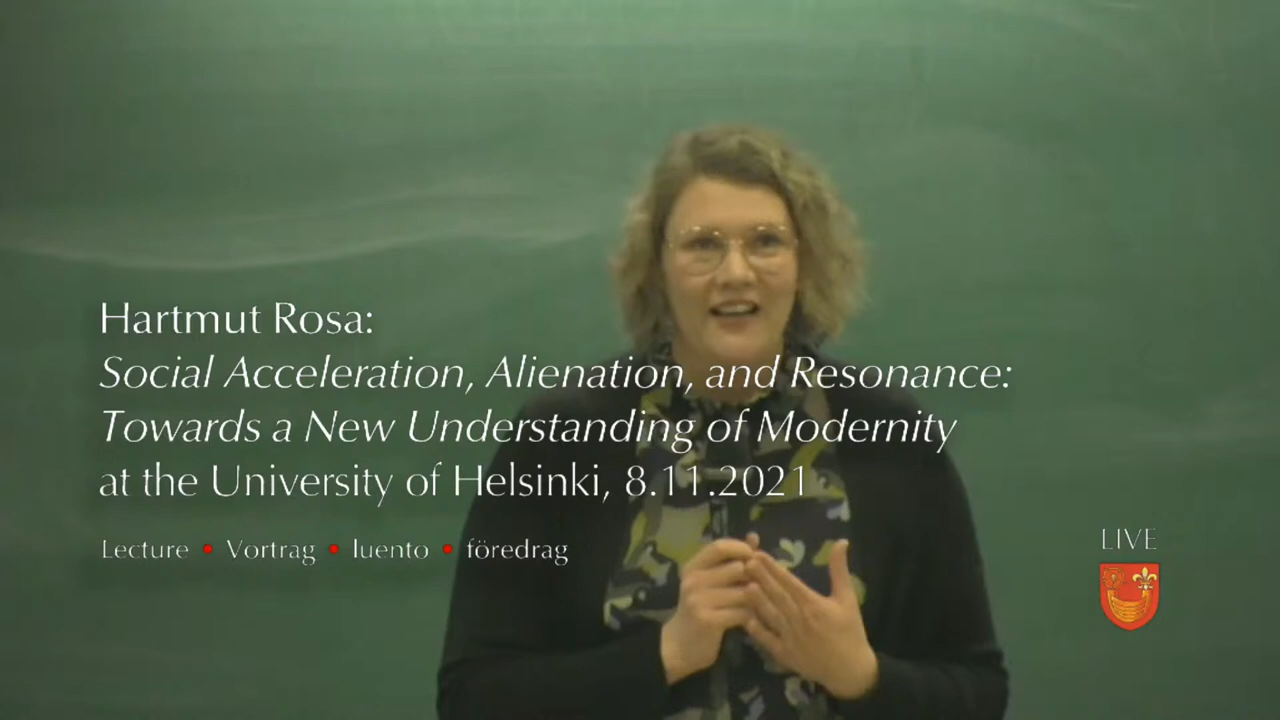 Hartmut Rosa:
Social Acceleration, Alienation, and Resonance:
Towards a New Understanding of Modernity
at the University of Helsinki, 8.11.2021
Lecture • Vortrag • luento • föredrag
LIVE